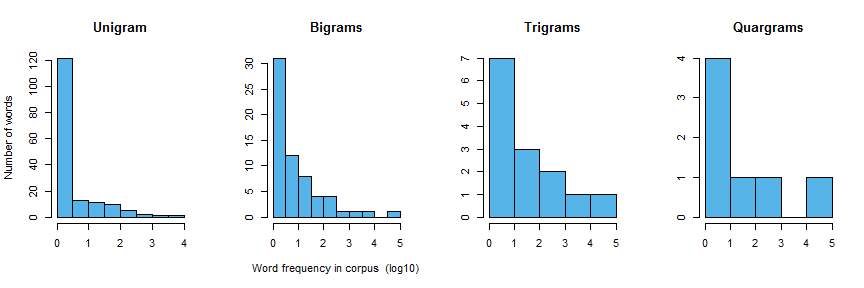 Unigram
Bigrams
Trigrams
Quargrams
Number of words
0 20 40 60 80 100 120
0 1 2 3 4
0 5 10 15 20 25 30
0 1 2 3 4 5
0 1 2 3 4 5 6 7
0 1 2 3 4 5
0 1 2 3 4
0 1 2 3 4 5
Word frequency in corpus (log10)